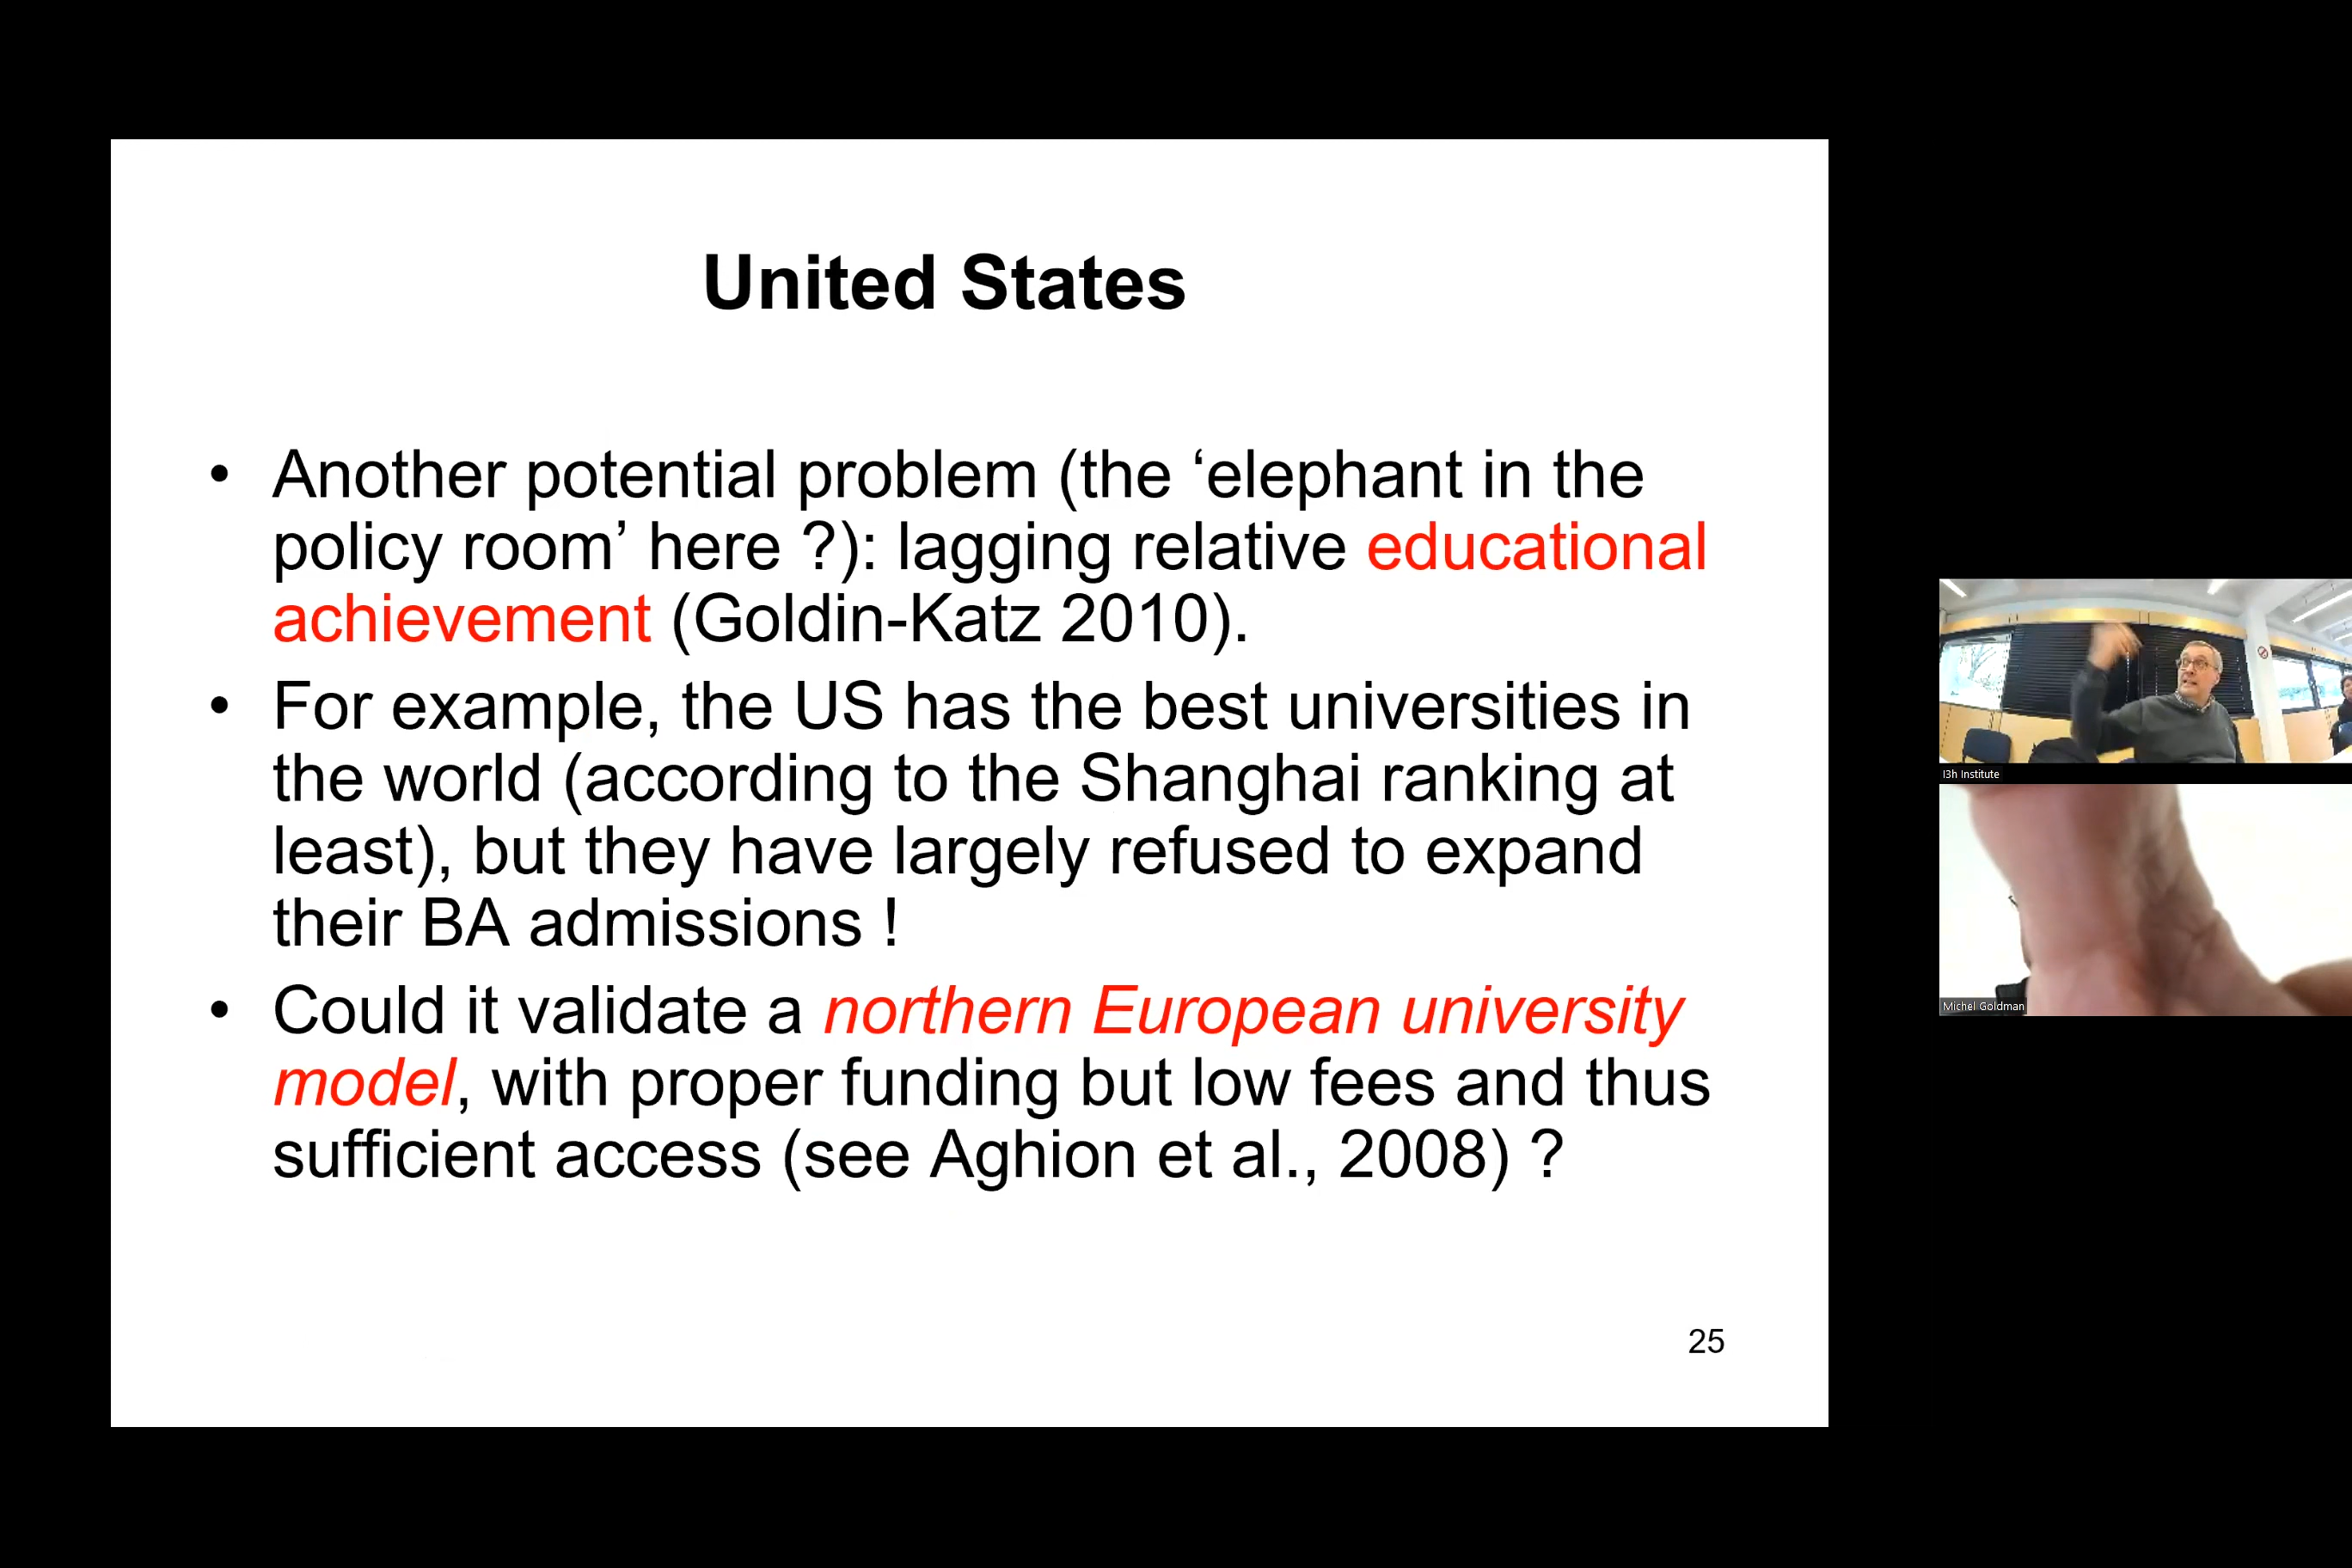 United States
• Another potential problem (the ‘elephant in the
policy room’ here ?): lagging relative educational
achievement (Goldin-Katz 2010).
• For example, the US has the best universities in
the world (according to the Shanghai ranking at
least), but they have largely refused to expand
their BA admissions !
• Could it validate a northern European university
model, with proper funding but low fees and thus
sufficient access (see Aghion et al., 2008) ?
25
I3h Institute
Michel Goldman